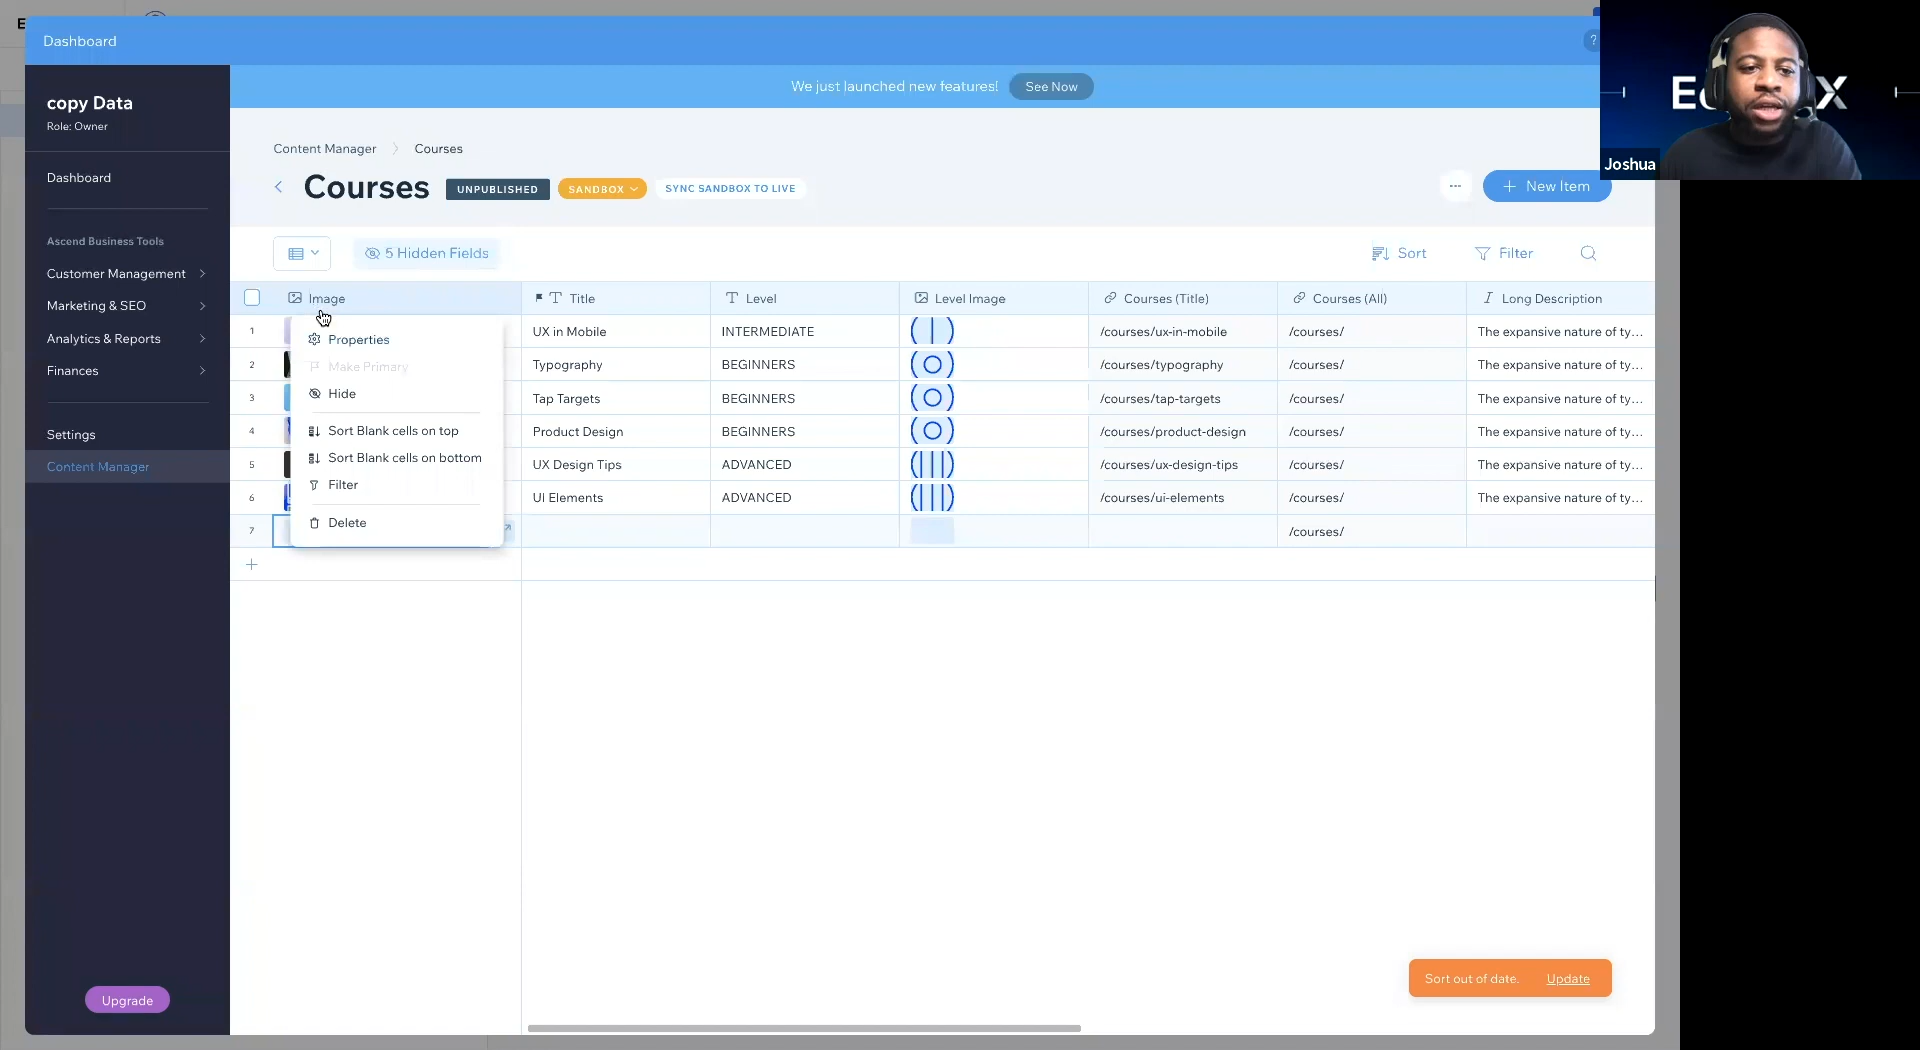 Dashboard
?
copy Data
Role: Owner
Dashboard
Ascend Business Tools
Customer Management
Marketing & SEO
Analytics & Reports
Finances
Settings
Content Manager
Upgrade
We just launched new features! See Now
Content Manager Courses
Courses UNPUBLISHED SANDBOX SYNC SANDBOX TO LIVE
... + New Item
5 Hidden Fields
Sort Filter
Image Title Level Level Image Courses (Title) Courses (All) Long Description
1 UX in Mobile INTERMEDIATE /courses/ux-in-mobile /courses/ The expansive nature of ty...
2 Typography BEGINNERS /courses/typography /courses/ The expansive nature of ty...
3 Tap Targets BEGINNERS /courses/tap-targets /courses/ The expansive nature of ty...
4 Product Design BEGINNERS /courses/product-design /courses/ The expansive nature of ty...
5 UX Design Tips ADVANCED /courses/ux-design-tips /courses/ The expansive nature of ty...
6 UI Elements ADVANCED /courses/ui-elements /courses/ The expansive nature of ty...
7 /courses/
+
Properties
Make Primary
Hide
Sort Blank cells on top
Sort Blank cells on bottom
Filter
Delete
Sort out of date. Update
Joshua